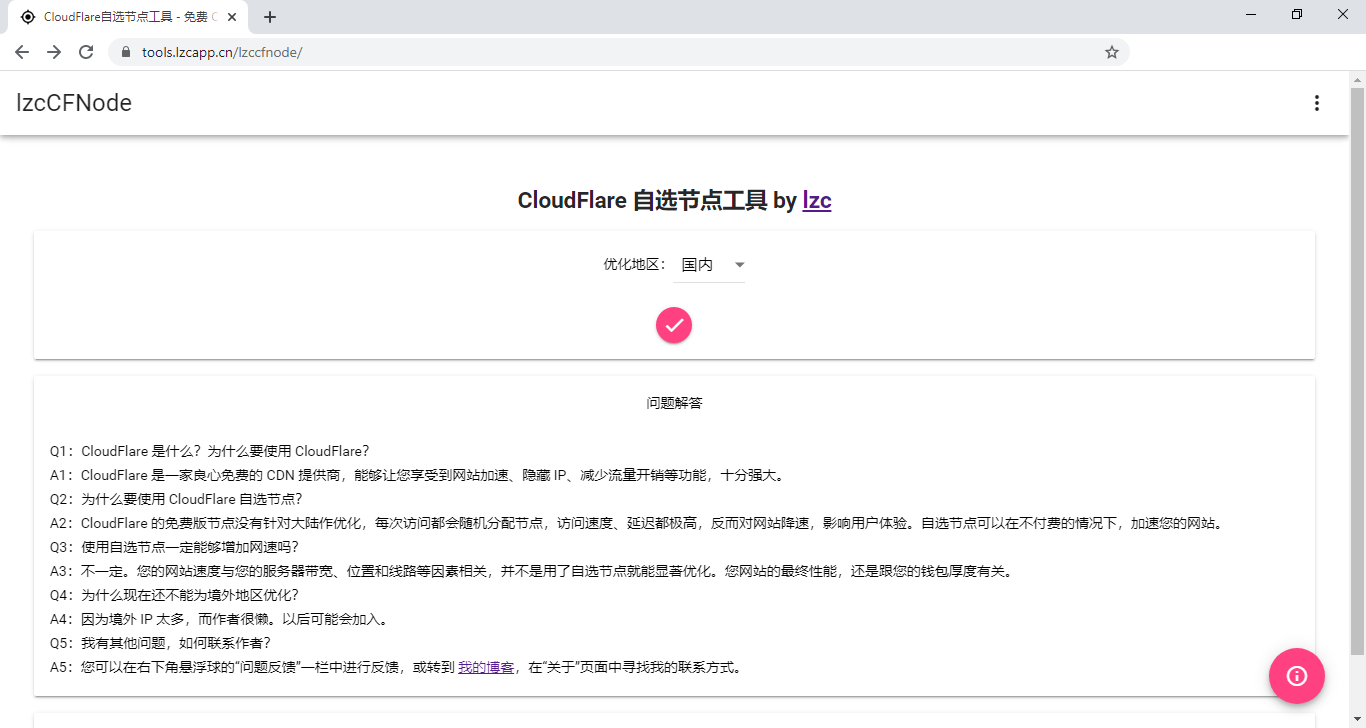 CloudFlare自选节点工具 - 免费 C
tools.lzcapp.cn/lzccfnode/
lzcCFNode
CloudFlare 自选节点工具 by lzc
优化地区： 国内
问题解答
Q1：CloudFlare 是什么？为什么要使用 CloudFlare？
A1：CloudFlare 是一家良心免费的 CDN 提供商，能够让您享受到网站加速、隐藏 IP、减少流量开销等功能，十分强大。
Q2：为什么要使用 CloudFlare 自选节点？
A2：CloudFlare 的免费版节点没有针对大陆作优化，每次访问都会随机分配节点，访问速度、延迟都极高，反而对网站降速，影响用户体验。自选节点可以在不付费的情况下，加速您的网站。
Q3：使用自选节点一定能够增加网速吗？
A3：不一定。您的网站速度与您的服务器带宽、位置和线路等因素相关，并不是用了自选节点就能显著优化。您网站的最终性能，还是跟您的钱包厚度有关。
Q4：为什么现在还不能为境外地区优化？
A4：因为境外 IP 太多，而作者很懒。以后可能会加入。
Q5：我有其他问题，如何联系作者？
A5：您可以在右下角悬浮球的“问题反馈”一栏中进行反馈，或转到 我的博客，在“关于”页面中寻找我的联系方式。